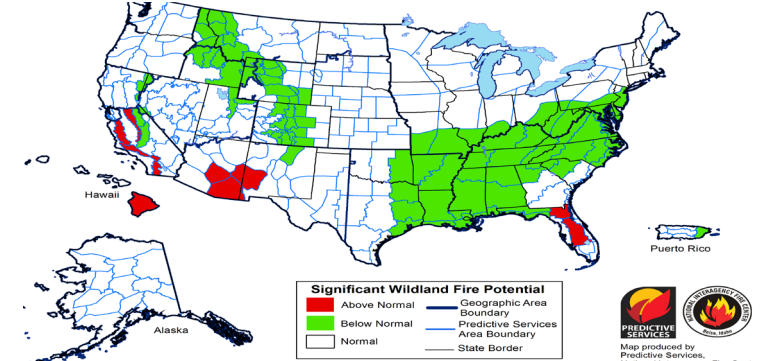 Hawaii
Alaska
Puerto Rico
Significant Wildland Fire Potential
Above Normal
Below Normal
Normal
Geographic Area
Boundary
Predictive Services
Area Boundary
State Border
PREDICTIVE
SERVICES
NATIONAL INTERAGENCY FIRE CENTER
Boise, Idaho
Map produced by
Predictive Services,